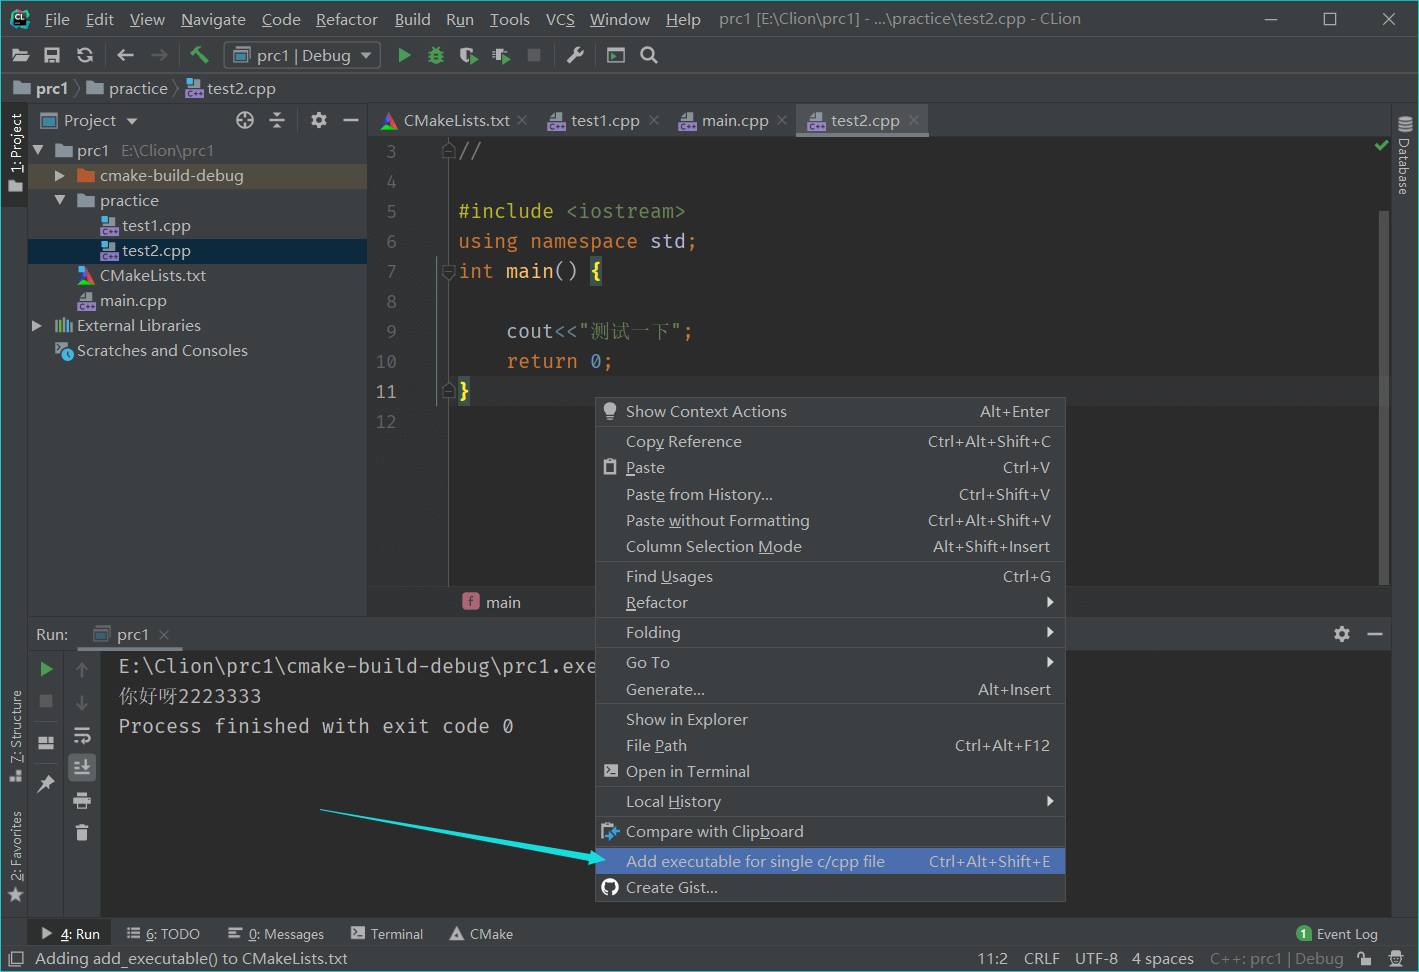 File Edit View Navigate Code Refactor Build Run Tools VCS Window Help prc1 [E:\Clion\prc1] - ...\practice\test2.cpp - CLion
prc1 | Debug
prc1 practice test2.cpp
1: Project
Project
prc1 E:\Clion\prc1
cmake-build-debug
practice
test1.cpp
test2.cpp
CMakeLists.txt
main.cpp
External Libraries
Scratches and Consoles
CMakeLists.txt test1.cpp main.cpp test2.cpp
3 //
4
5 #include <iostream>
6 using namespace std;
7 int main() {
8
9 cout<<"测试一下";
10 return 0;
11 }
12
f main
Database
Show Context Actions Alt+Enter
Copy Reference Ctrl+Alt+Shift+C
Paste Ctrl+V
Paste from History... Ctrl+Shift+V
Paste without Formatting Ctrl+Alt+Shift+V
Column Selection Mode Alt+Shift+Insert
Find Usages Ctrl+G
Refactor
Folding
Go To
Generate... Alt+Insert
Show in Explorer
File Path Ctrl+Alt+F12
Open in Terminal
Local History
Compare with Clipboard
Add executable for single c/cpp file Ctrl+Alt+Shift+E
Create Gist...
Run: prc1
E:\Clion\prc1\cmake-build-debug\prc1.exe
你好呀2223333
Process finished with exit code 0
7: Structure
2: Favorites
4: Run 6: TODO 0: Messages Terminal CMake 1 Event Log
Adding add_executable() to CMakeLists.txt 11:2 CRLF UTF-8 4 spaces C++: prc1 | Debug